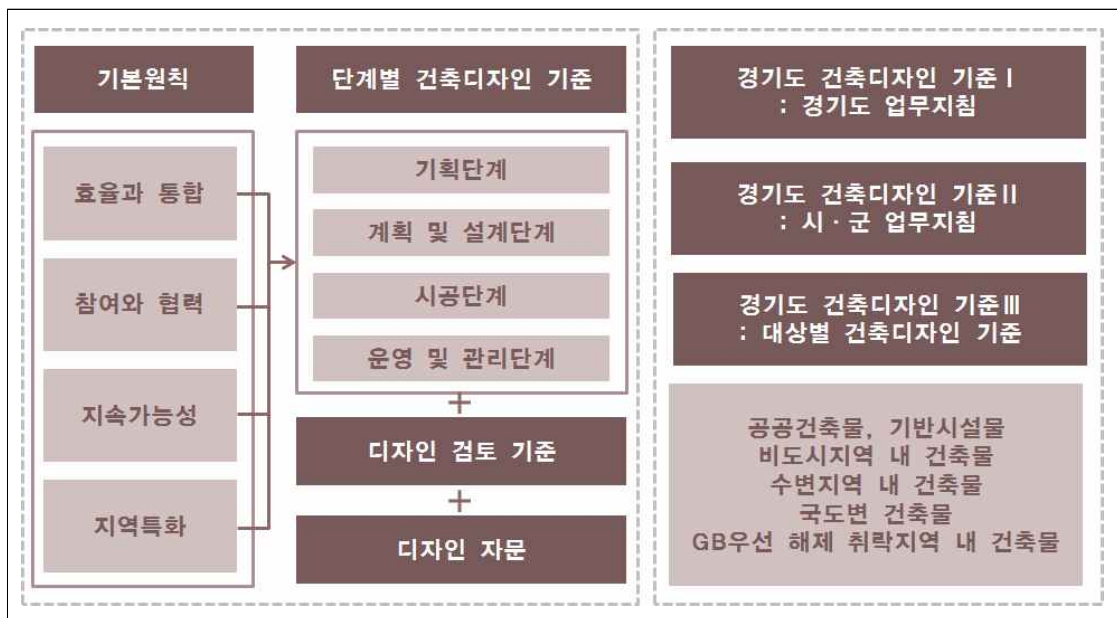 기본원칙
효율과 통합
참여와 협력
지속가능성
지역특화
단계별 건축디자인 기준
기획단계
계획 및 설계단계
시공단계
운영 및 관리단계
+
디자인 검토 기준
+
디자인 자문
경기도 건축디자인 기준Ⅰ
: 경기도 업무지침
경기도 건축디자인 기준Ⅱ
: 시·군 업무지침
경기도 건축디자인 기준Ⅲ
: 대상별 건축디자인 기준
공공건축물, 기반시설물
비도시지역 내 건축물
수변지역 내 건축물
국도변 건축물
GB우선 해제 취락지역 내 건축물